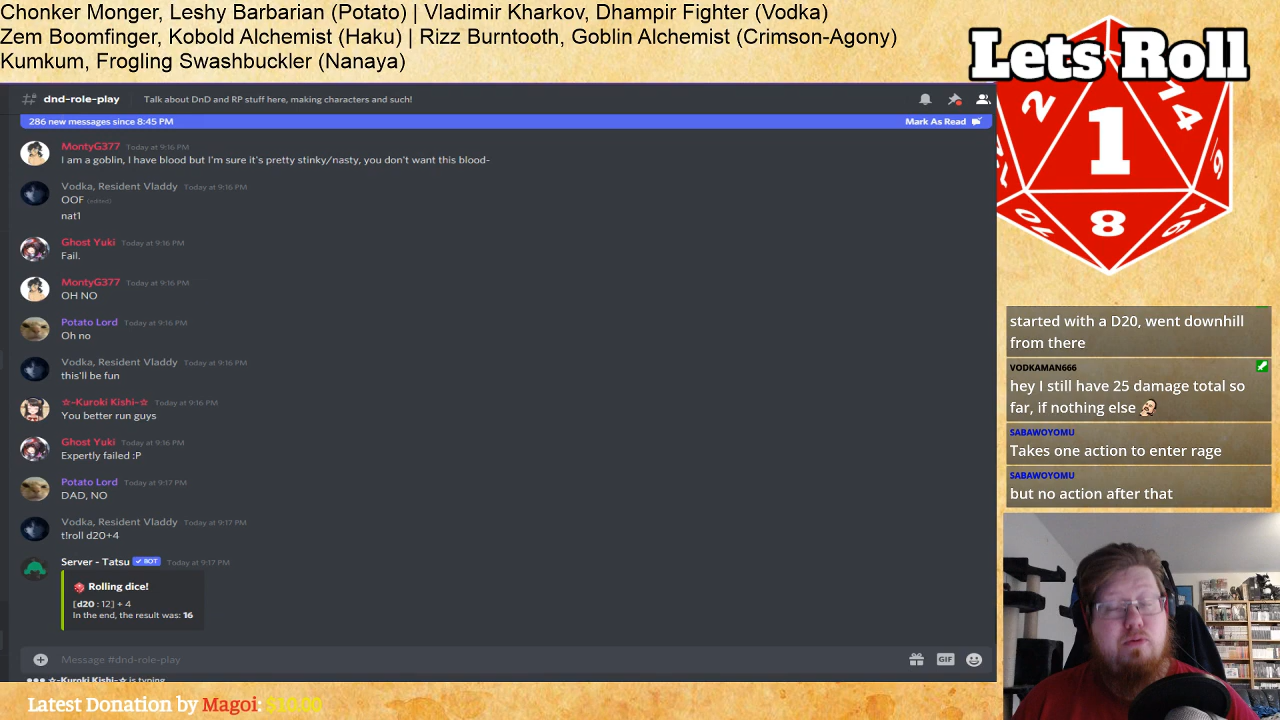 Chonker Monger, Leshy Barbarian (Potato) | Vladimir Kharkov, Dhampir Fighter (Vodka)
Zem Boomfinger, Kobold Alchemist (Haku) | Rizz Burntooth, Goblin Alchemist (Crimson-Agony)
Kumkum, Frogling Swashbuckler (Nanaya)
Lets Roll
2
14
1
8
dnd-role-play Talk about DnD and RP stuff here, making characters and such!
286 new messages since 8:45 PM Mark As Read
MontyG377 Today at 9:16 PM
I am a goblin, I have blood but I'm sure it's pretty stinky/nasty, you don't want this blood-
Vodka, Resident Vladdy Today at 9:16 PM
OOF (edited)
nat1
Ghost Yuki Today at 9:16 PM
Fail.
MontyG377 Today at 9:16 PM
OH NO
Potato Lord Today at 9:16 PM
Oh no
Vodka, Resident Vladdy Today at 9:16 PM
this'll be fun
☆~Kuroki Kishi~☆ Today at 9:16 PM
You better run guys
Ghost Yuki Today at 9:16 PM
Expertly failed :P
Potato Lord Today at 9:17 PM
DAD, NO
Vodka, Resident Vladdy Today at 9:17 PM
t!roll d20+4
Server - Tatsu BOT Today at 9:17 PM
Rolling dice!
[d20 : 12] + 4
In the end, the result was: 16
Message #dnd-role-play GIF
☆~Kuroki Kishi~☆ is typing
started with a D20, went downhill
from there
VODKAMAN666
hey I still have 25 damage total so
far, if nothing else
SABAWOYOMU
Takes one action to enter rage
SABAWOYOMU
but no action after that
Latest Donation by Magoi: $10.00